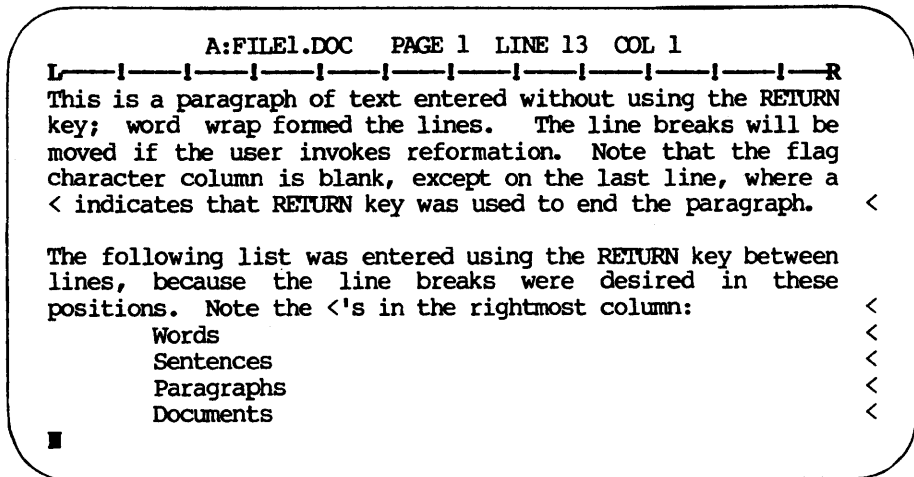 A:FILE1.DOC   PAGE 1  LINE 13  COL 1
L----!----!----!----!----!----!----!----!----!----!----!---R
This is a paragraph of text entered without using the RETURN
key;  word  wrap formed the lines.   The line breaks will be
moved if the user invokes reformation.  Note that the flag
character column is blank, except on the last line, where a
< indicates that RETURN key was used to end the paragraph.    <
The following list was entered using the RETURN key between
lines,  because  the  line  breaks  were  desired  in  these
positions.  Note the <'s in the rightmost column:    <
Words    <
Sentences    <
Paragraphs    <
Documents    <